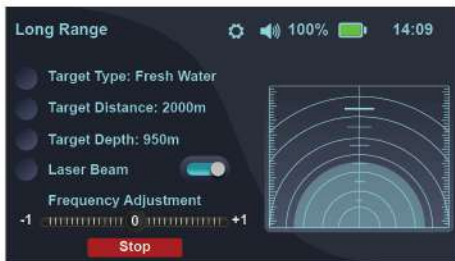 Long Range 100% 14:09
Target Type: Fresh Water
Target Distance: 2000m
Target Depth: 950m
Laser Beam
Frequency Adjustment
-1 0 +1
Stop